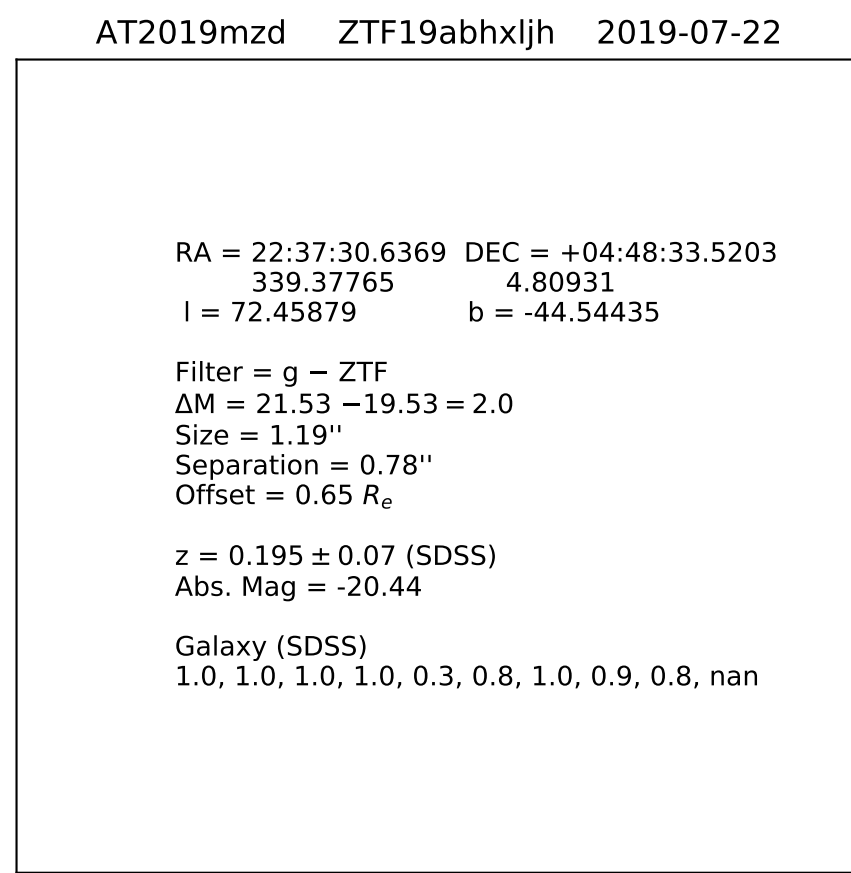 AT2019mzd ZTF19abhxljh 2019-07-22
RA = 22:37:30.6369 DEC = +04:48:33.5203
339.37765 4.80931
l = 72.45879 b = -44.54435
Filter = g − ZTF
ΔM = 21.53 −19.53 = 2.0
Size = 1.19''
Separation = 0.78''
Offset = 0.65 Rₑ
z = 0.195 ± 0.07 (SDSS)
Abs. Mag = -20.44
Galaxy (SDSS)
1.0, 1.0, 1.0, 1.0, 0.3, 0.8, 1.0, 0.9, 0.8, nan